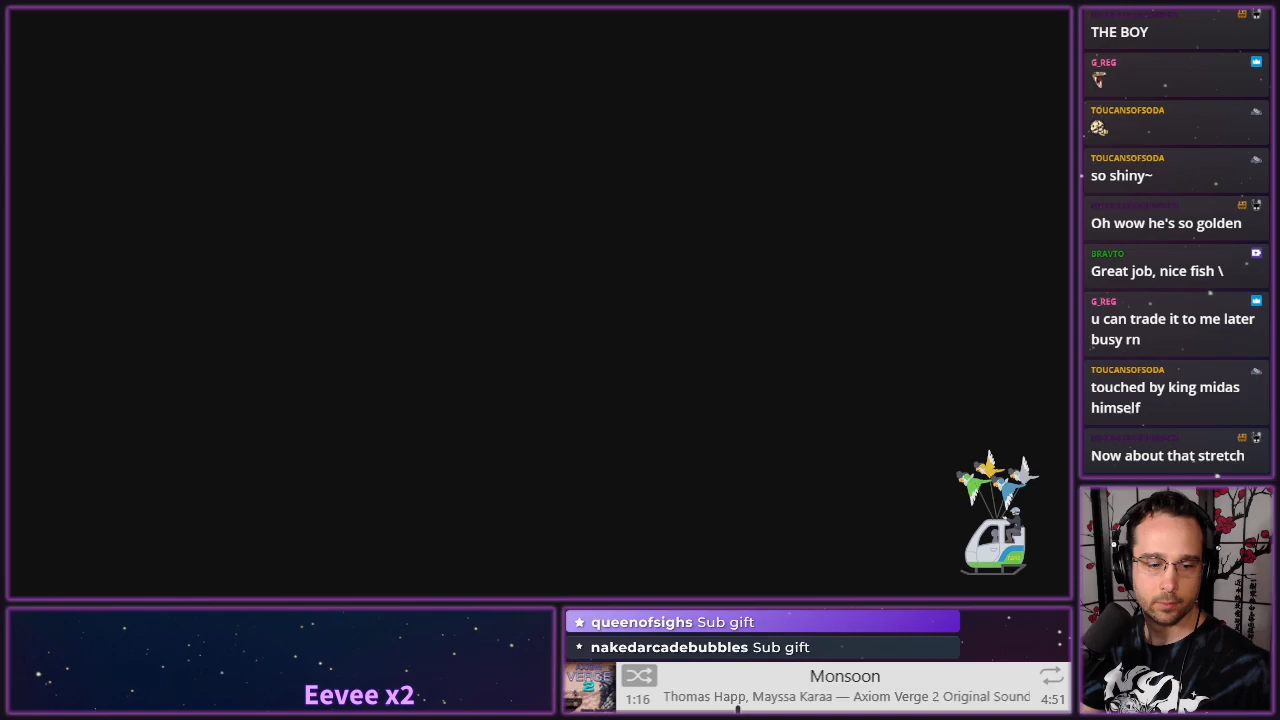 THE BOY
G_REG
TOUCANSOFSODA
TOUCANSOFSODA
so shiny~
Oh wow he's so golden
BRAVTO
Great job, nice fish \
G_REG
u can trade it to me later
busy rn
TOUCANSOFSODA
touched by king midas
himself
Now about that stretch
Eevee x2
queenofsighs Sub gift
nakedarcadebubbles Sub gift
VERGE
2
Monsoon
1:16
Thomas Happ, Mayssa Karaa — Axiom Verge 2 Original Sound
4:51